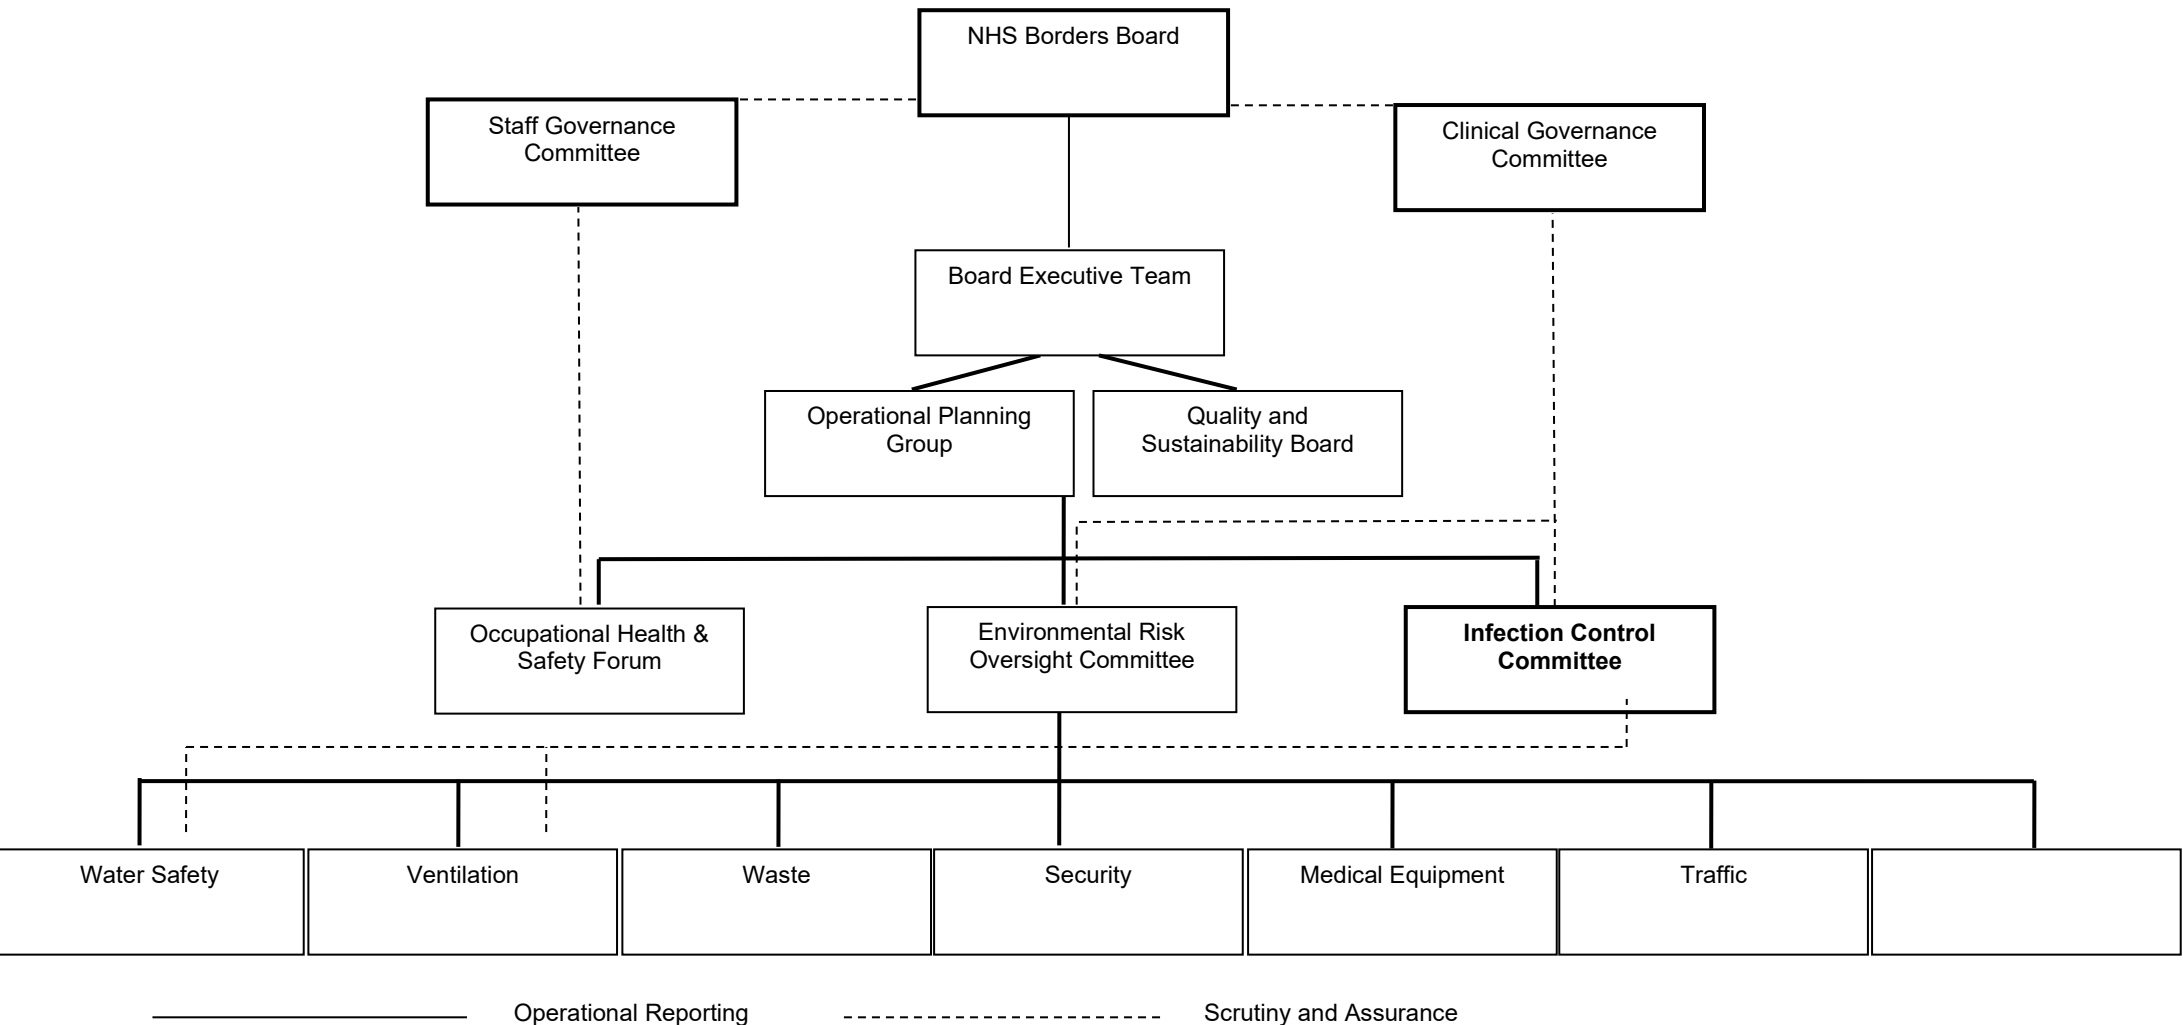 NHS Borders Board
Staff Governance
Committee
Clinical Governance
Committee
Board Executive Team
Operational Planning
Group
Quality and
Sustainability Board
Occupational Health &
Safety Forum
Environmental Risk
Oversight Committee
Infection Control
Committee
Water Safety
Ventilation
Waste
Security
Medical Equipment
Traffic
Operational Reporting
Scrutiny and Assurance